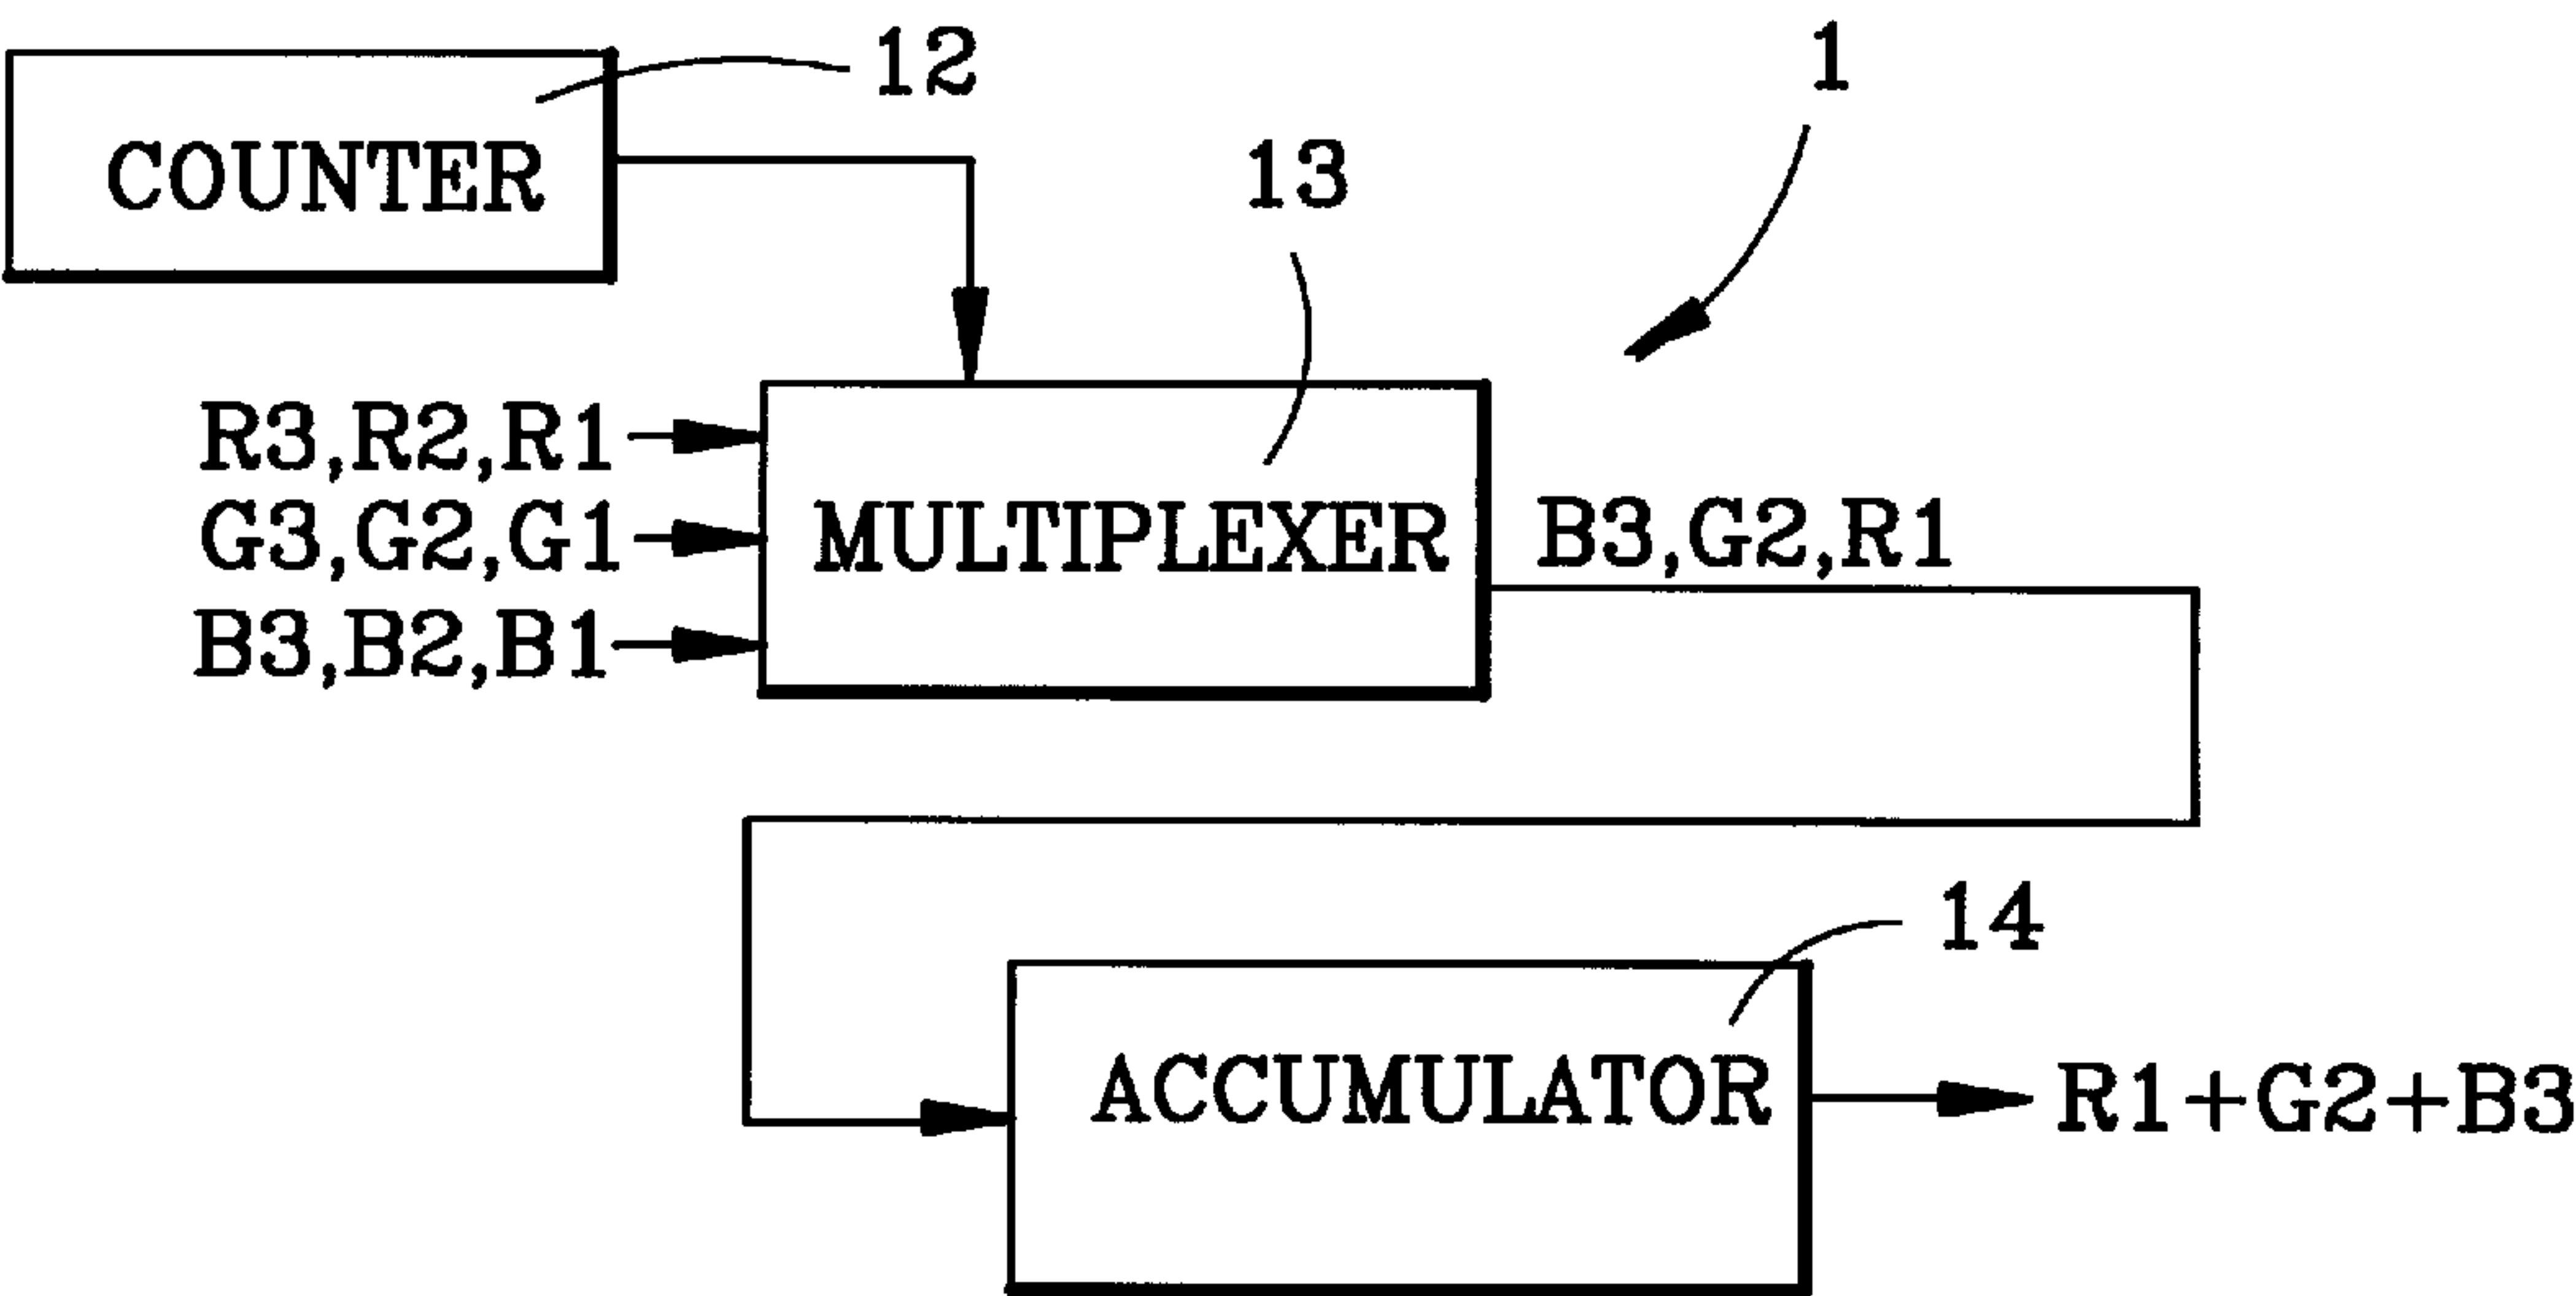 12
1
COUNTER
13
R3,R2,R1
G3,G2,G1
MULTIPLEXER
B3,G2,R1
B3,B2,B1
14
ACCUMULATOR
R1+G2+B3